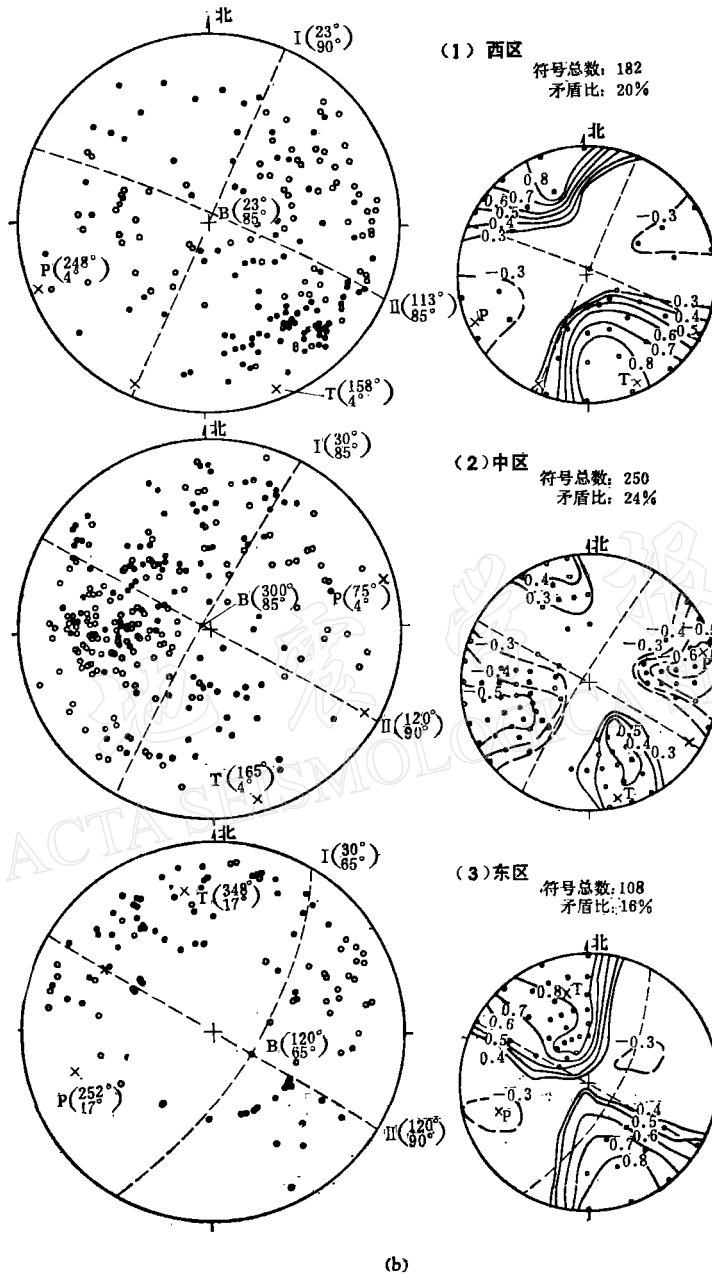 北
I(23° 90°)
(1) 西区
符号总数: 182
矛盾比: 20%
B(23° 85°)
P(248° 4°)
II(113° 85°)
T(158° 4°)
北
0.8
0.7
0.6
0.5
0.4
0.3
-0.3
-0.3
P
0.3
0.4
0.5
0.6
0.7
0.8
T
北
I(30° 85°)
(2) 中区
符号总数: 250
矛盾比: 24%
B(300° 85°)
P(75° 4°)
II(120° 90°)
T(165° 4°)
北
0.4
0.3
-0.3
-0.4
-0.5
-0.3
-0.4
-0.6
0.5
0.4
0.3
T
地震学报
ACTA SEISMOLOGICA
北
I(30° 65°)
(3) 东区
符号总数: 108
矛盾比: 16%
T(348° 17°)
B(120° 65°)
P(252° 17°)
II(120° 90°)
北
0.8
T
0.7
0.6
0.5
0.4
-0.3
-0.3
P
0.4
0.5
0.6
0.7
0.8
(b)